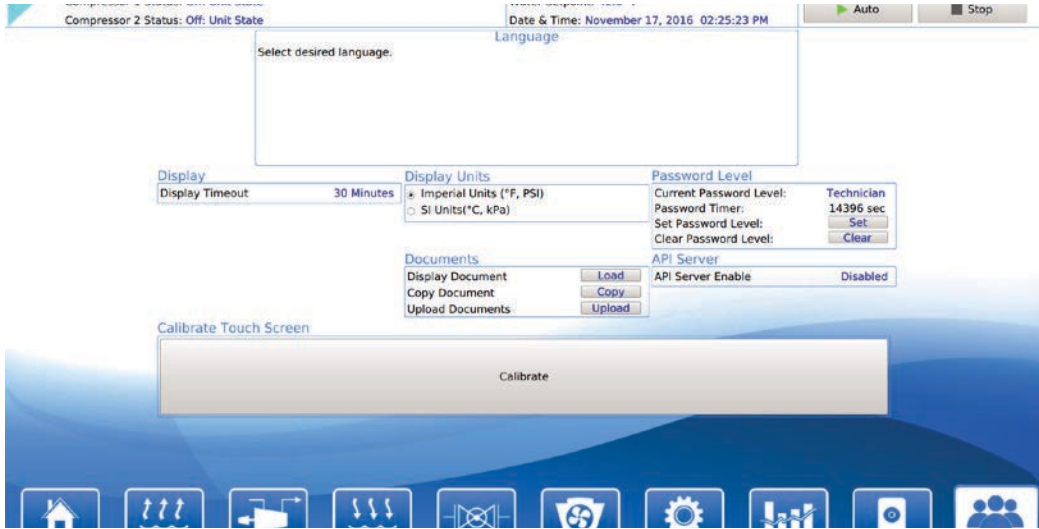 Compressor 2 Status: Off: Unit State
Date & Time: November 17, 2016 02:25:23 PM
Auto
Stop
Language
Select desired language.
Display
Display Timeout 30 Minutes
Display Units
Imperial Units (°F, PSI)
SI Units(°C, kPa)
Password Level
Current Password Level: Technician
Password Timer: 14396 sec
Set Password Level: Set
Clear Password Level: Clear
Documents
Display Document Load
Copy Document Copy
Upload Documents Upload
API Server
API Server Enable Disabled
Calibrate Touch Screen
Calibrate